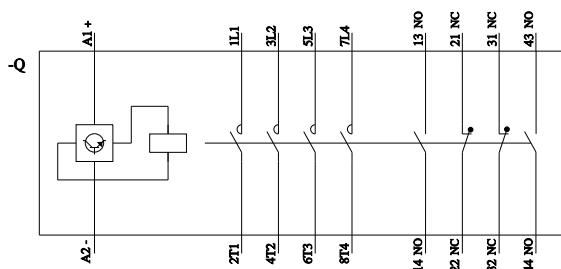 A1 +
1L1
3L2
5L3
7L4
13 NO
21 NC
31 NC
43 NO
-Q
A2 -
2T1
4T2
6T3
8T4
14 NO
22 NC
32 NC
44 NO